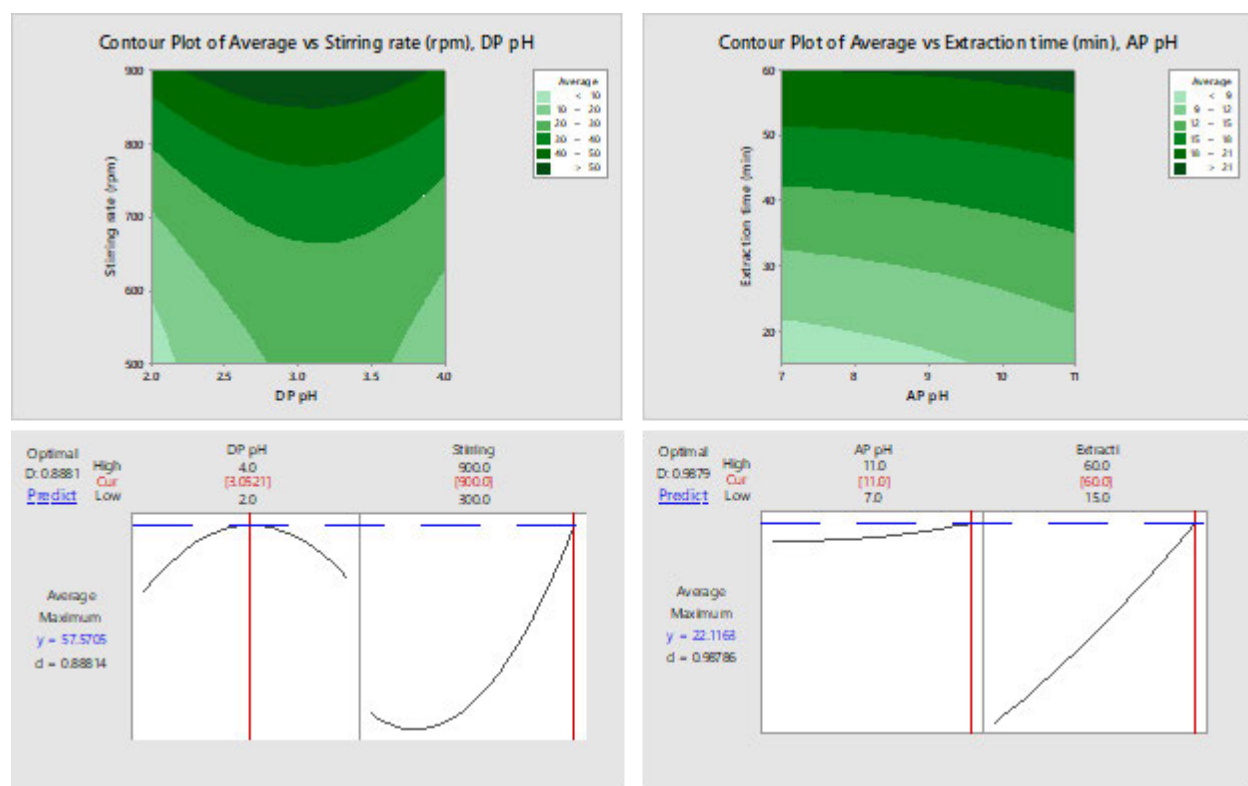 Contour Plot of Average vs Stirring rate (rpm), DP pH
900
800
700
600
500
Stirring rate (rpm)
2.0 2.5 3.0 3.5 4.0
DP pH
Average
< 10
10 – 20
20 – 30
30 – 40
40 – 50
> 50
Contour Plot of Average vs Extraction time (min), AP pH
60
50
40
30
20
Extraction time (min)
7 8 9 10 11
AP pH
Average
< 9
9 – 12
12 – 15
15 – 18
18 – 21
> 21
Optimal
D: 0.8881
Predict
High
Cur
Low
DP pH
4.0
[3.0521]
2.0
Stirring
900.0
[900.0]
300.0
Average
Maximum
y = 57.5705
d = 0.88814
Optimal
D: 0.9879
Predict
High
Cur
Low
AP pH
11.0
[11.0]
7.0
Extracti
60.0
[60.0]
15.0
Average
Maximum
y = 22.1163
d = 0.98786